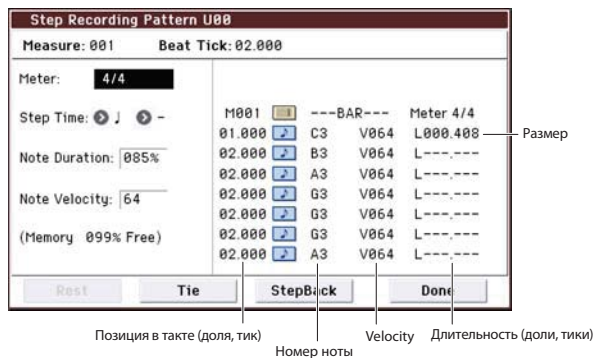 Step Recording Pattern U00
Measure: 001 Beat Tick: 02.000
Meter: 4/4
Step Time: ♩ -
Note Duration: 085%
Note Velocity: 64
(Memory 099% Free)
M001 ---BAR--- Meter 4/4
01.000 C3 V064 L000.408
02.000 B3 V064 L---.---
02.000 A3 V064 L---.---
02.000 G3 V064 L---.---
02.000 G3 V064 L---.---
02.000 G3 V064 L---.---
02.000 A3 V064 L---.---
Размер
Rest Tie StepBack Done
Позиция в такте (доля, тик)
Номер ноты
Velocity
Длительность (доли, тики)